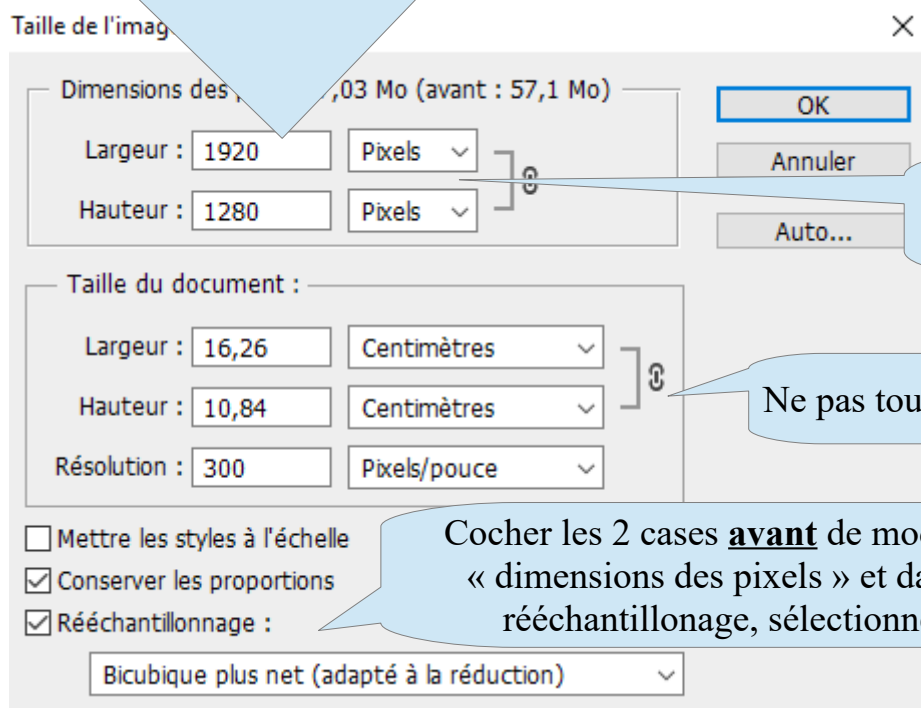 Taille de l'imag
Dimensions des ,03 Mo (avant : 57,1 Mo)
OK
Largeur : 1920 Pixels
Annuler
Hauteur : 1280 Pixels
Auto...
Taille du document :
Largeur : 16,26 Centimètres
Hauteur : 10,84 Centimètres
Ne pas tou
Résolution : 300 Pixels/pouce
Mettre les styles à l'échelle
Conserver les proportions
Rééchantillonnage :
Cocher les 2 cases avant de mo
« dimensions des pixels » et da
rééchantillonage, sélectionn
Bicubique plus net (adapté à la réduction)